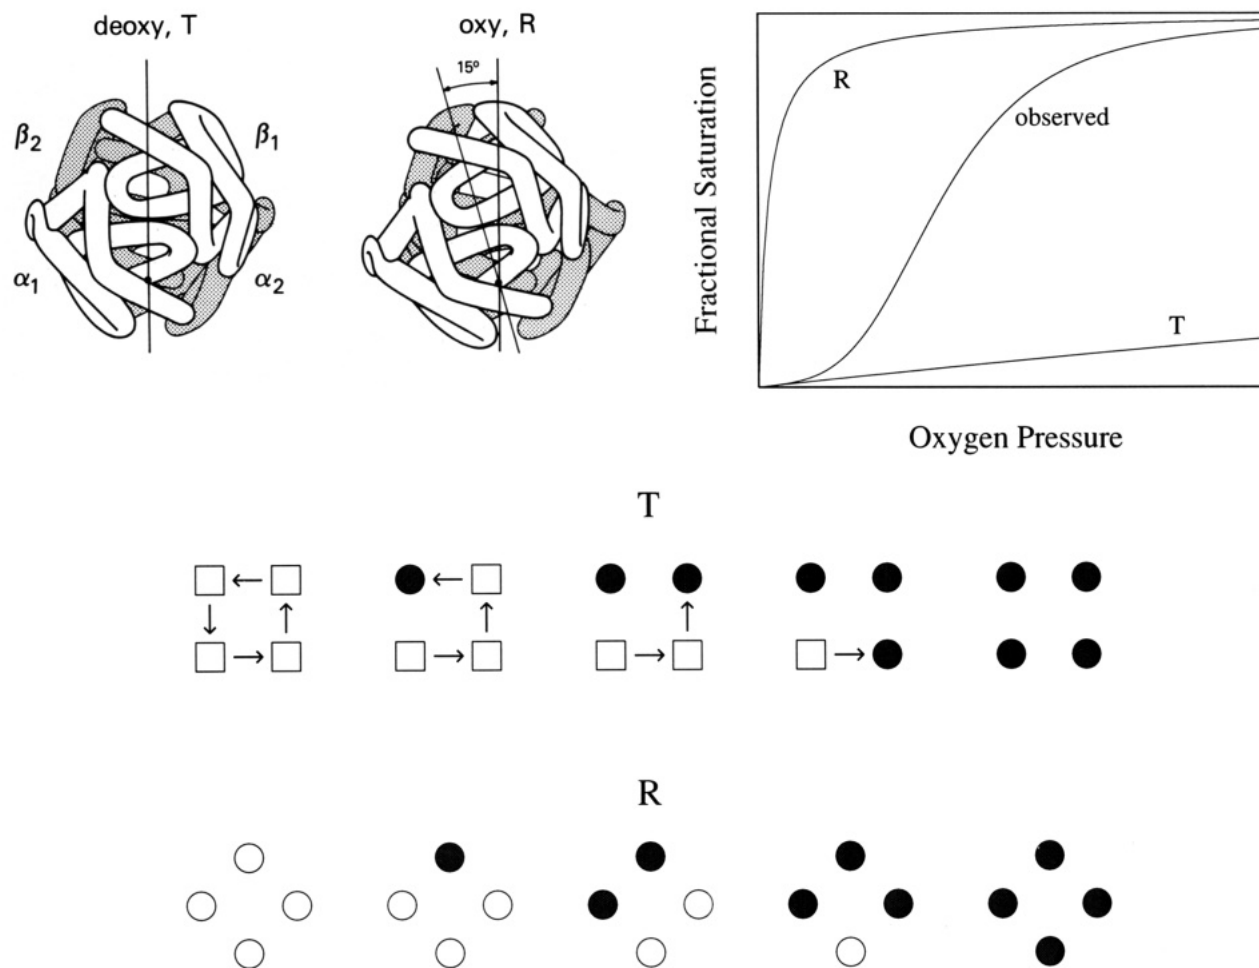 deoxy, T
oxy, R
15°
β₂
β₁
α₁
α₂
Fractional Saturation
R
observed
T
Oxygen Pressure
T
R